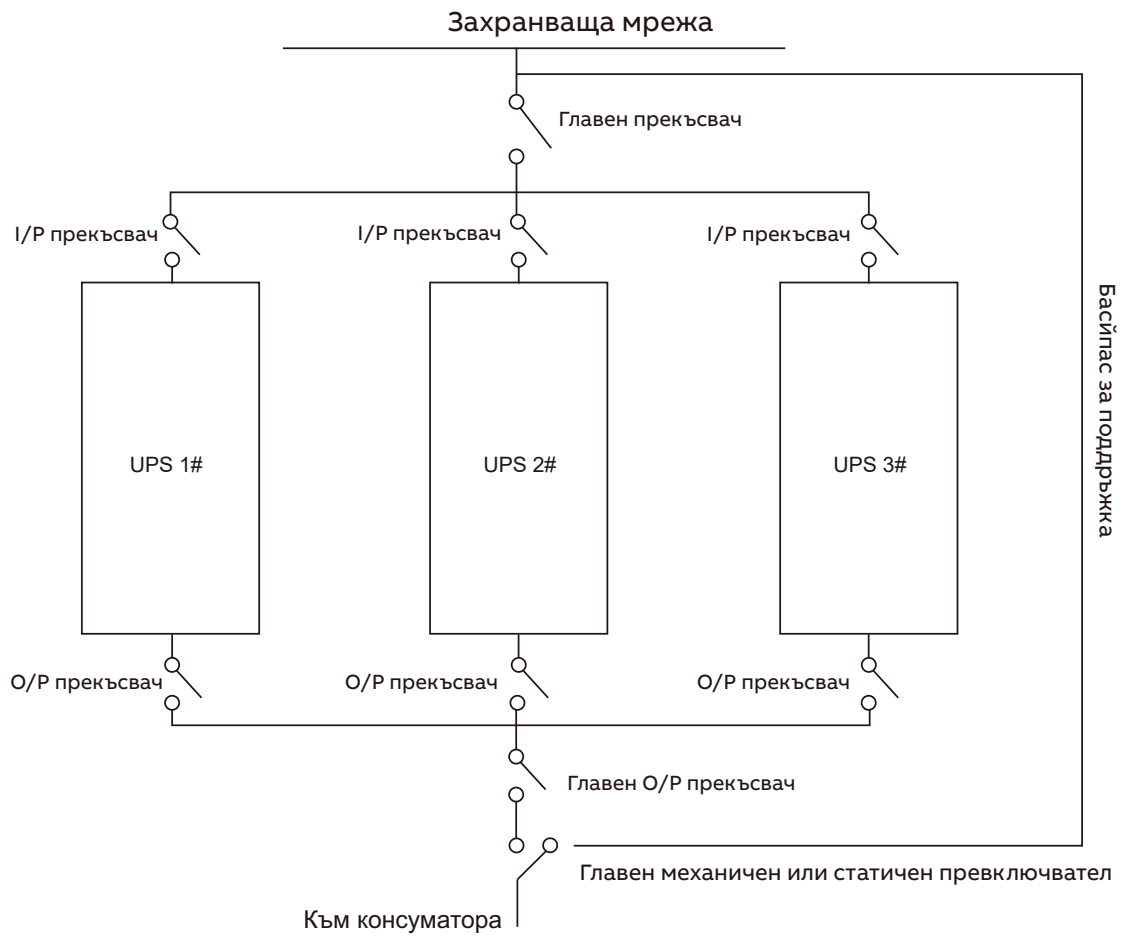 Захранваща мрежа
Главен прекъсвач
I/P прекъсвач
I/P прекъсвач
I/P прекъсвач
UPS 1#
UPS 2#
UPS 3#
Басйпас за поддръжка
O/P прекъсвач
O/P прекъсвач
O/P прекъсвач
Главен O/P прекъсвач
Главен механичен или статичен превключвател
Към консуматора